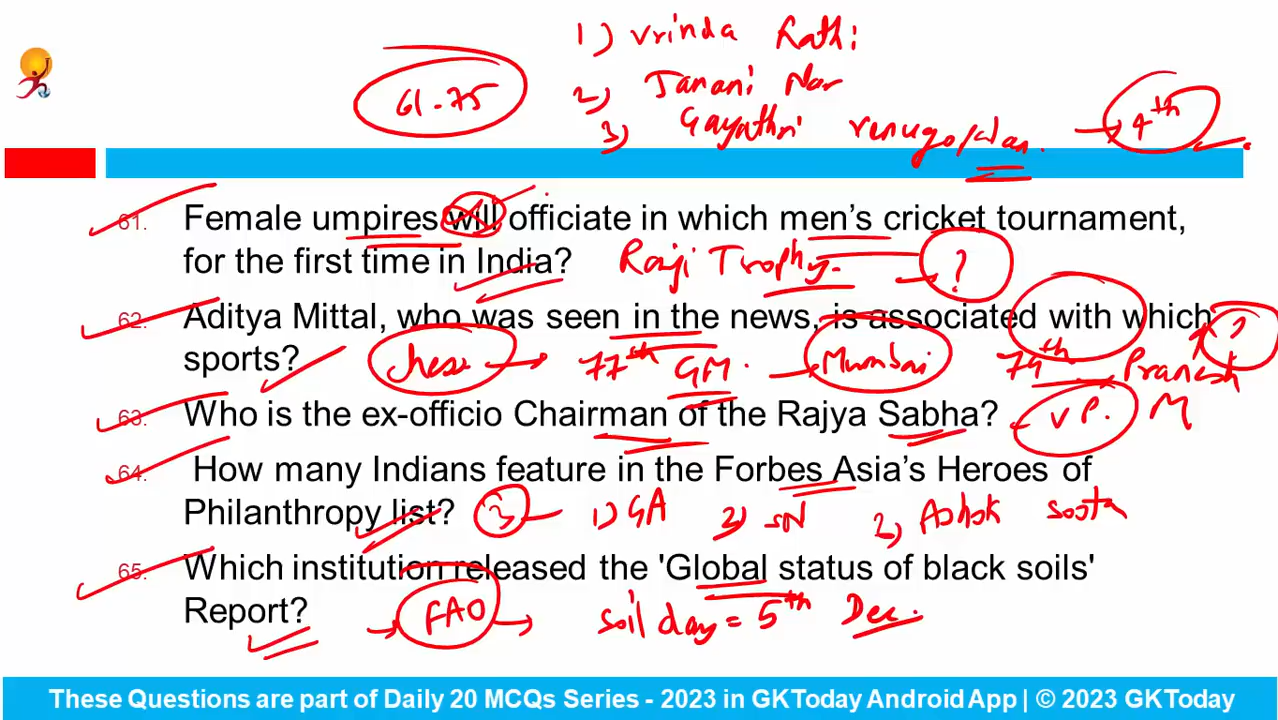 1) Vrinda Rathi
61-75
2) Janani Nar
3) Gayathri venugopalan. → 4th
61. Female umpires will officiate in which men's cricket tournament,
for the first time in India? Ranji Trophy. ?
62. Aditya Mittal, who was seen in the news, is associated with which
sports? chess → 77th GM. Mumbai 79th Pranesh ?
63. Who is the ex-officio Chairman of the Rajya Sabha? VP. M
64. How many Indians feature in the Forbes Asia's Heroes of
Philanthropy list? 3 1) GA 2) SN 3) Ashok soota
65. Which institution released the 'Global status of black soils'
Report? → FAO → soil day = 5th Dec.
These Questions are part of Daily 20 MCQs Series - 2023 in GKToday Android App | © 2023 GKToday